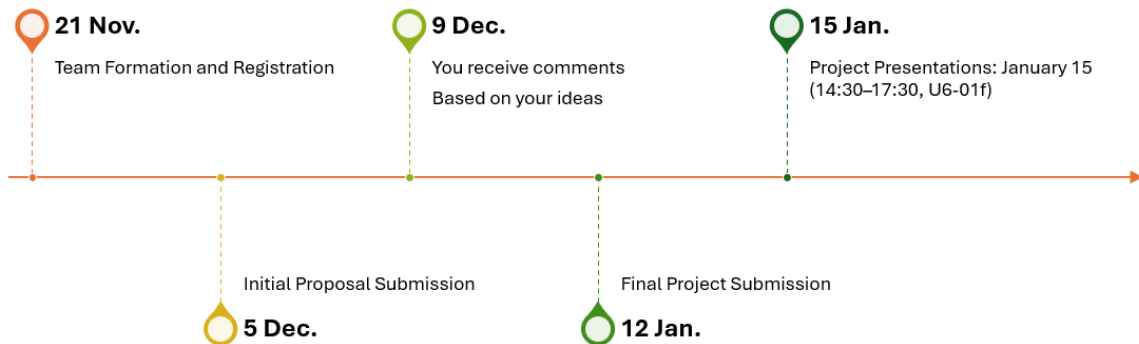 21 Nov.
Team Formation and Registration
9 Dec.
You receive comments
Based on your ideas
15 Jan.
Project Presentations: January 15
(14:30–17:30, U6-01f)
Initial Proposal Submission
5 Dec.
Final Project Submission
12 Jan.